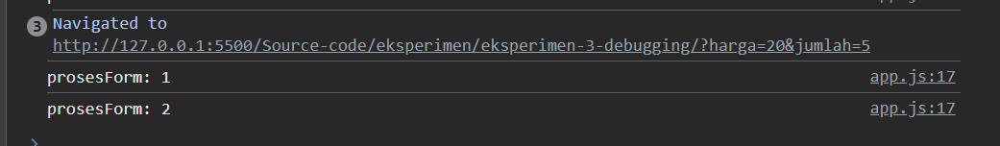 3 Navigated to
http://127.0.0.1:5500/Source-code/eksperimen/eksperimen-3-debugging/?harga=20&jumlah=5
prosesForm: 1 app.js:17
prosesForm: 2 app.js:17
>